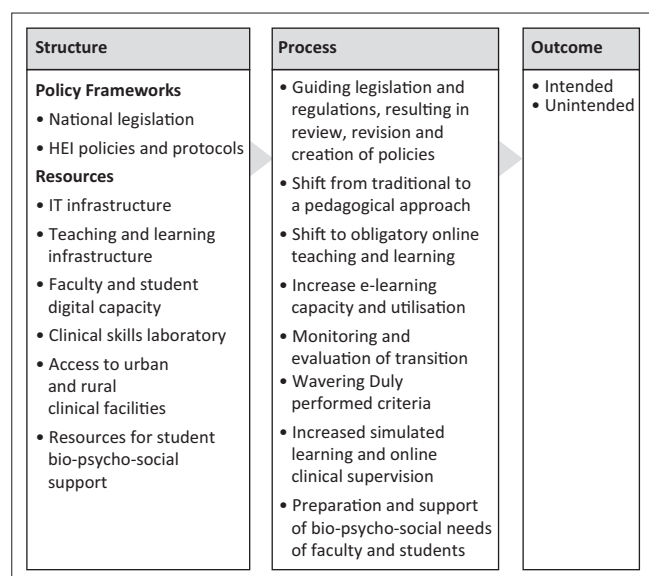 Structure
Policy Frameworks
• National legislation
• HEI policies and protocols
Resources
• IT infrastructure
• Teaching and learning
infrastructure
• Faculty and student
digital capacity
• Clinical skills laboratory
• Access to urban
and rural
clinical facilities
• Resources for student
bio-psycho-social
support
Process
• Guiding legislation and
regulations, resulting in
review, revision and
creation of policies
• Shift from traditional to
a pedagogical approach
• Shift to obligatory online
teaching and learning
• Increase e-learning
capacity and utilisation
• Monitoring and
evaluation of transition
• Wavering Duly
performed criteria
• Increased simulated
learning and online
clinical supervision
• Preparation and support
of bio-psycho-social needs
of faculty and students
Outcome
• Intended
• Unintended